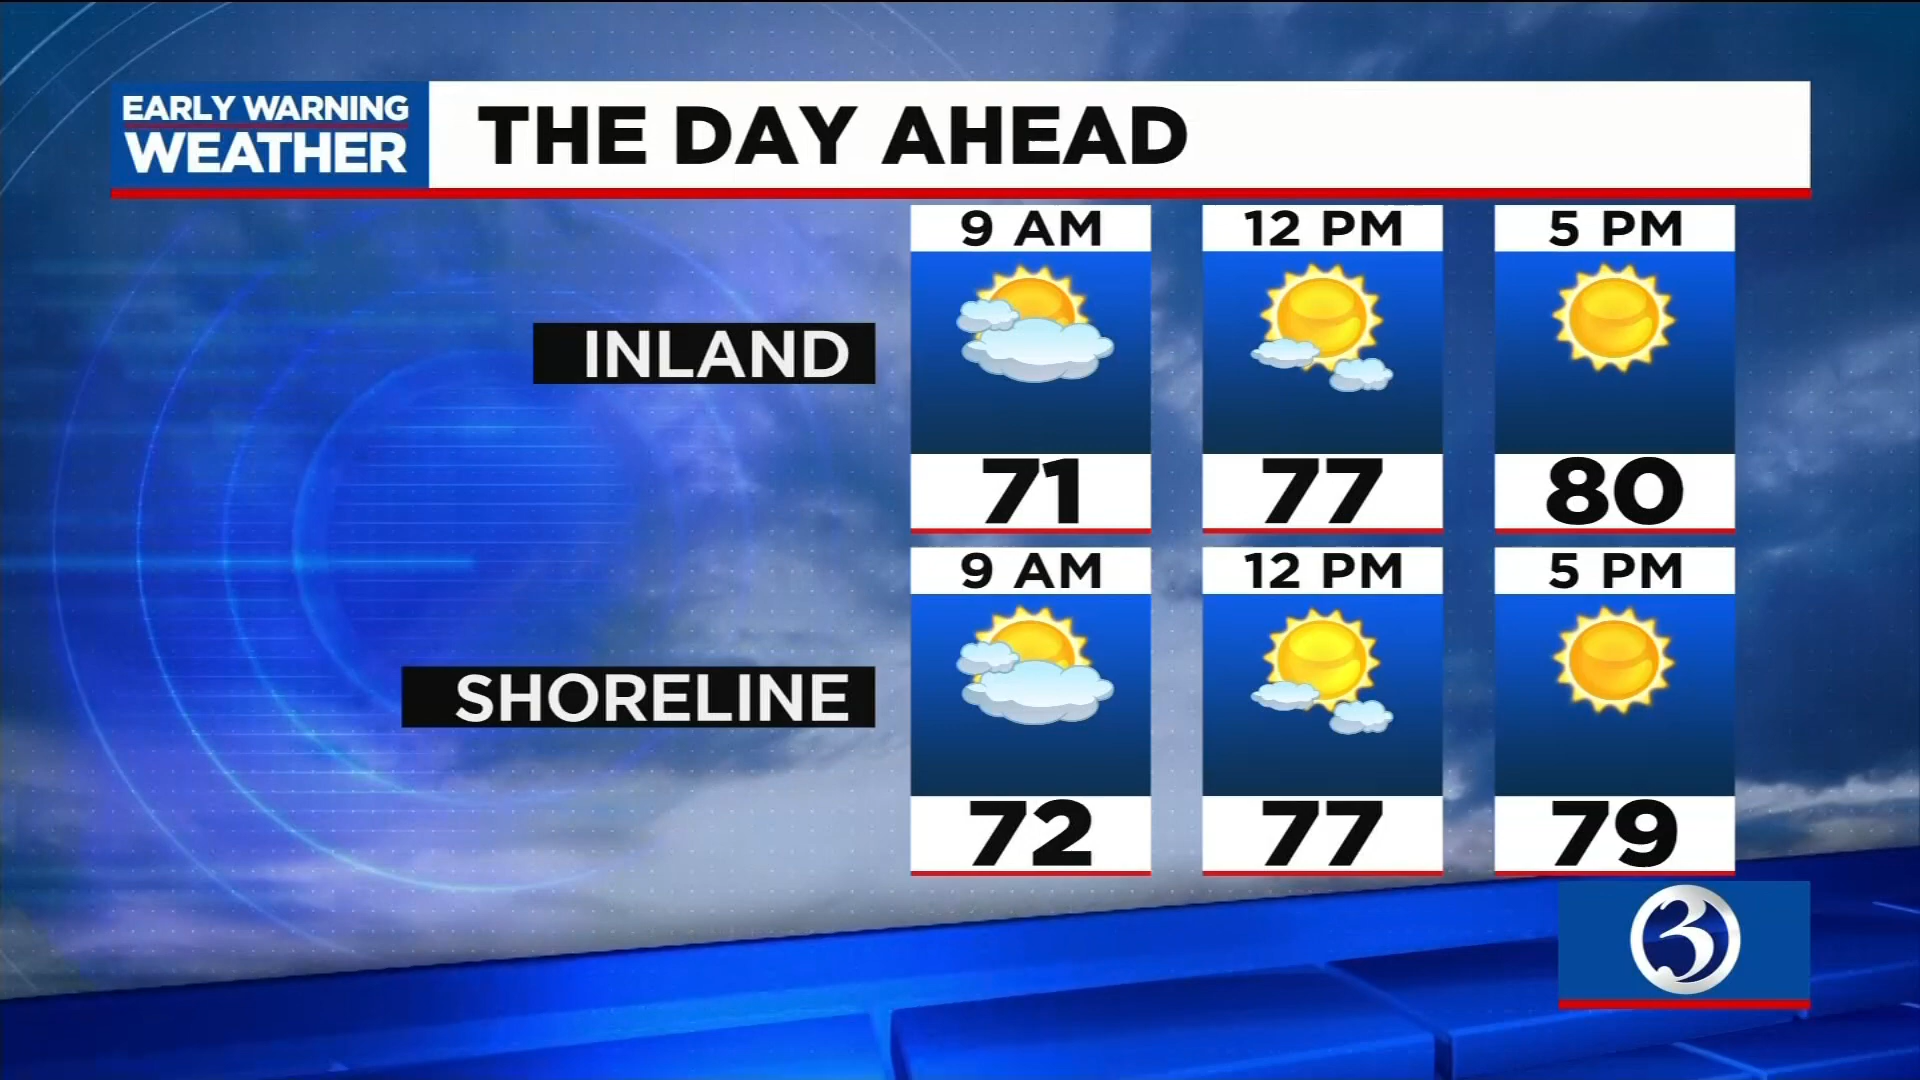 EARLY WARNING
WEATHER
THE DAY AHEAD
9 AM 12 PM 5 PM
INLAND
71 77 80
9 AM 12 PM 5 PM
SHORELINE
72 77 79
3